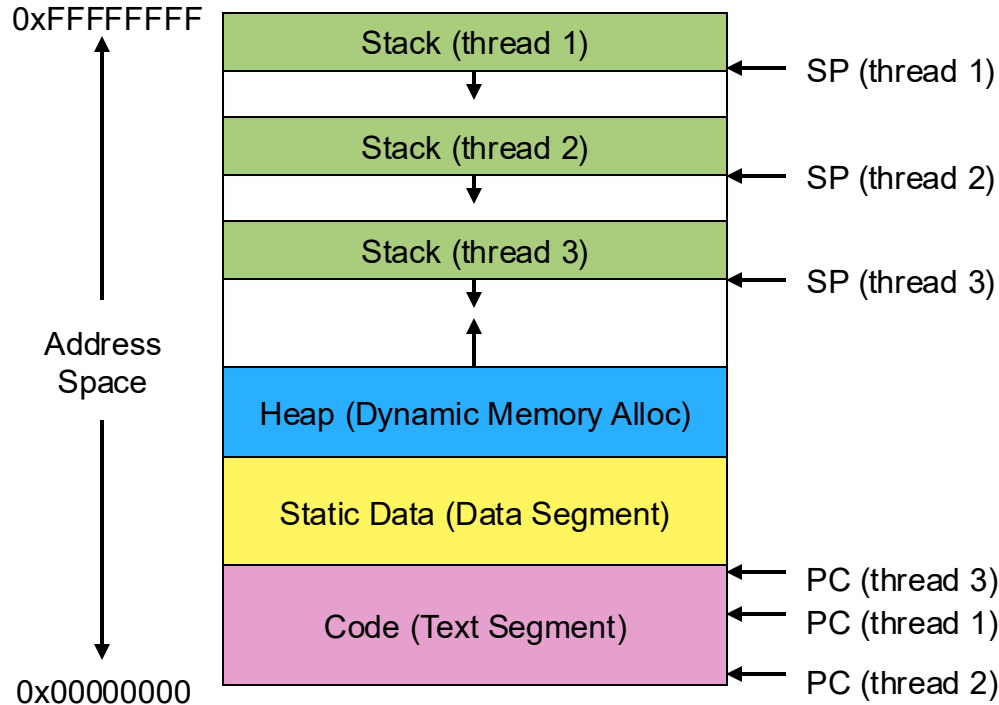 0xFFFFFFFF
Stack (thread 1)
SP (thread 1)
Stack (thread 2)
SP (thread 2)
Stack (thread 3)
SP (thread 3)
Address
Space
Heap (Dynamic Memory Alloc)
Static Data (Data Segment)
PC (thread 3)
Code (Text Segment)
PC (thread 1)
0x00000000
PC (thread 2)